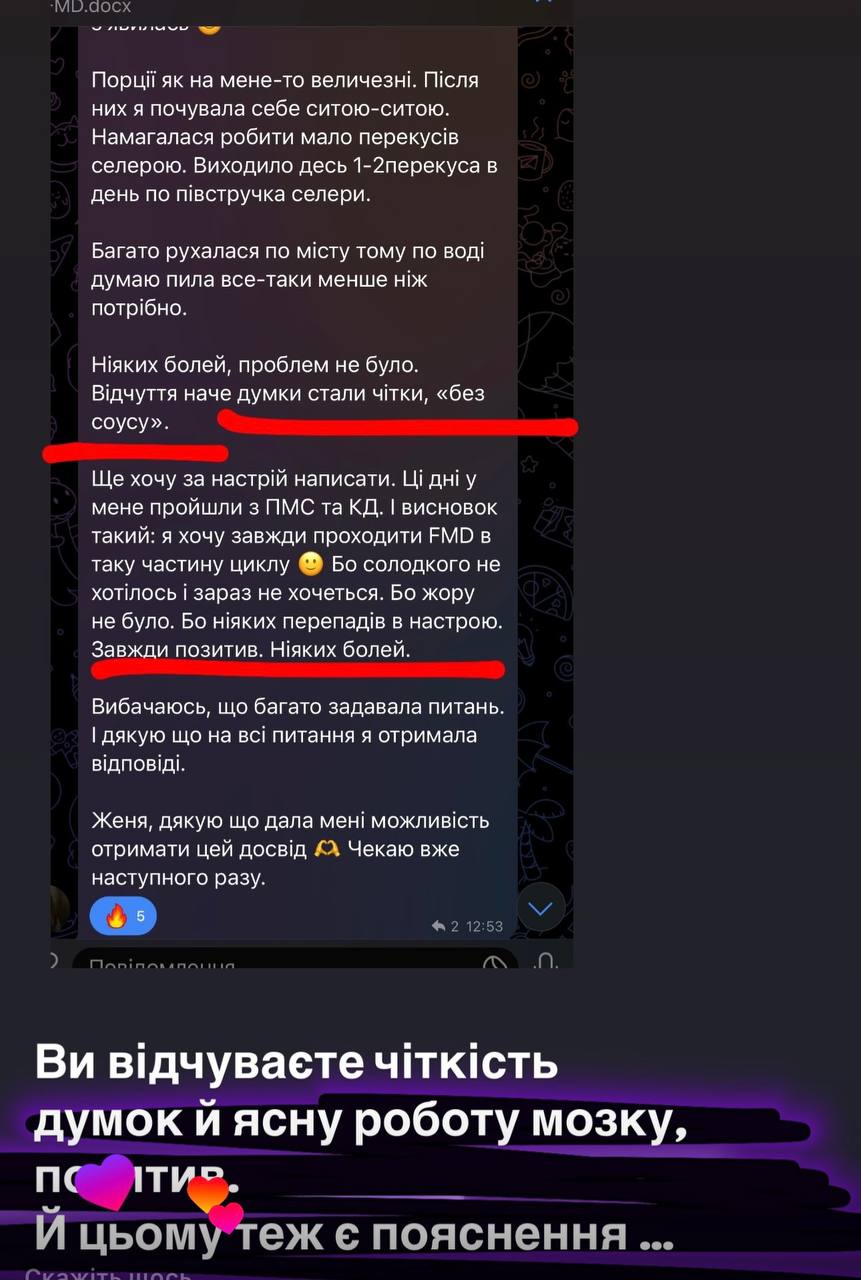 -MD.docx
з'явилась 🙂
Порції як на мене-то величезні. Після
них я почувала себе ситою-ситою.
Намагалася робити мало перекусів
селерою. Виходило десь 1-2перекуса в
день по півстручка селери.
Багато рухалася по місту тому по воді
думаю пила все-таки менше ніж
потрібно.
Ніяких болей, проблем не було.
Відчуття наче думки стали чітки, «без
соусу».
Ще хочу за настрій написати. Ці дні у
мене пройшли з ПМС та КД. І висновок
такий: я хочу завжди проходити FMD в
таку частину циклу 🙂 Бо солодкого не
хотілось і зараз не хочеться. Бо жору
не було. Бо ніяких перепадів в настрою.
Завжди позитив. Ніяких болей.
Вибачаюсь, що багато задавала питань.
І дякую що на всі питання я отримала
відповіді.
Женя, дякую що дала мені можливість
отримати цей досвід 🫶 Чекаю вже
наступного разу.
🔥 5
2 12:53
Повідомлення
Ви відчуваєте чіткість
думок й ясну роботу мозку,
позитив.
Й цьому теж є пояснення ...
Скажіть щось